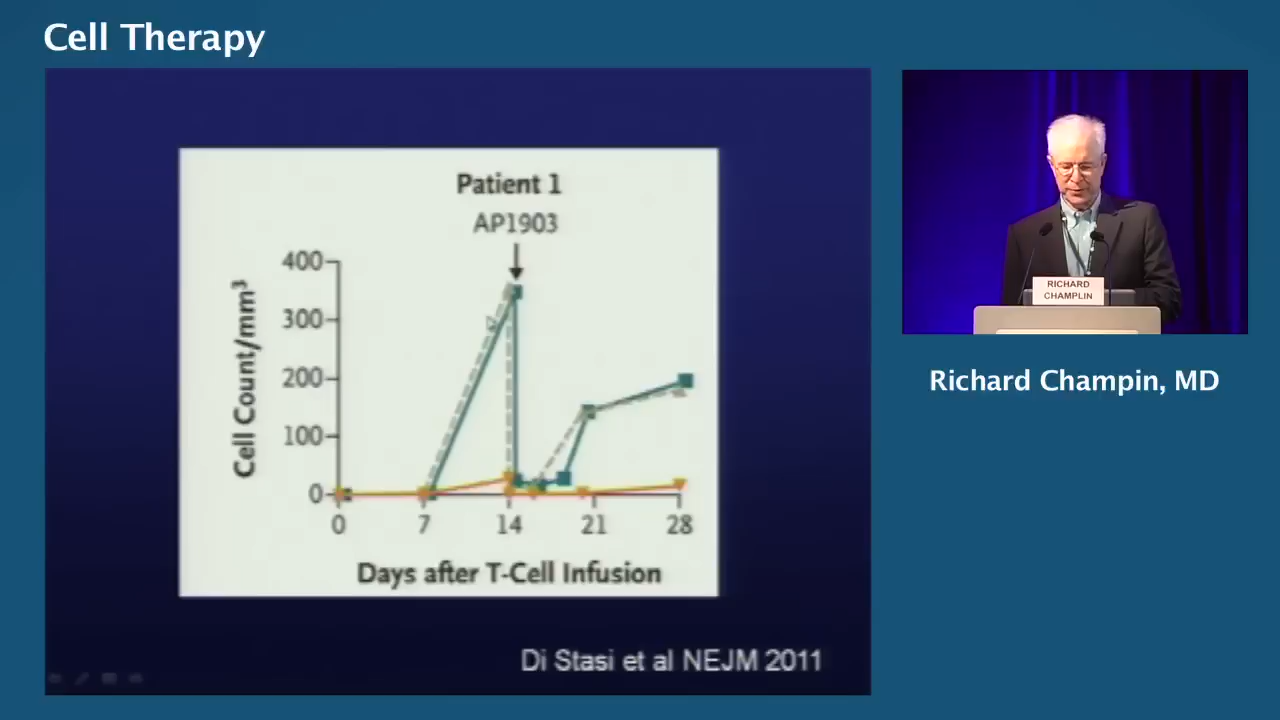 Cell Therapy
Patient 1
AP1903
Cell Count/mm³
400
300
200
100
0
0 7 14 21 28
Days after T-Cell Infusion
Di Stasi et al NEJM 2011
RICHARD
CHAMPLIN
Richard Champin, MD